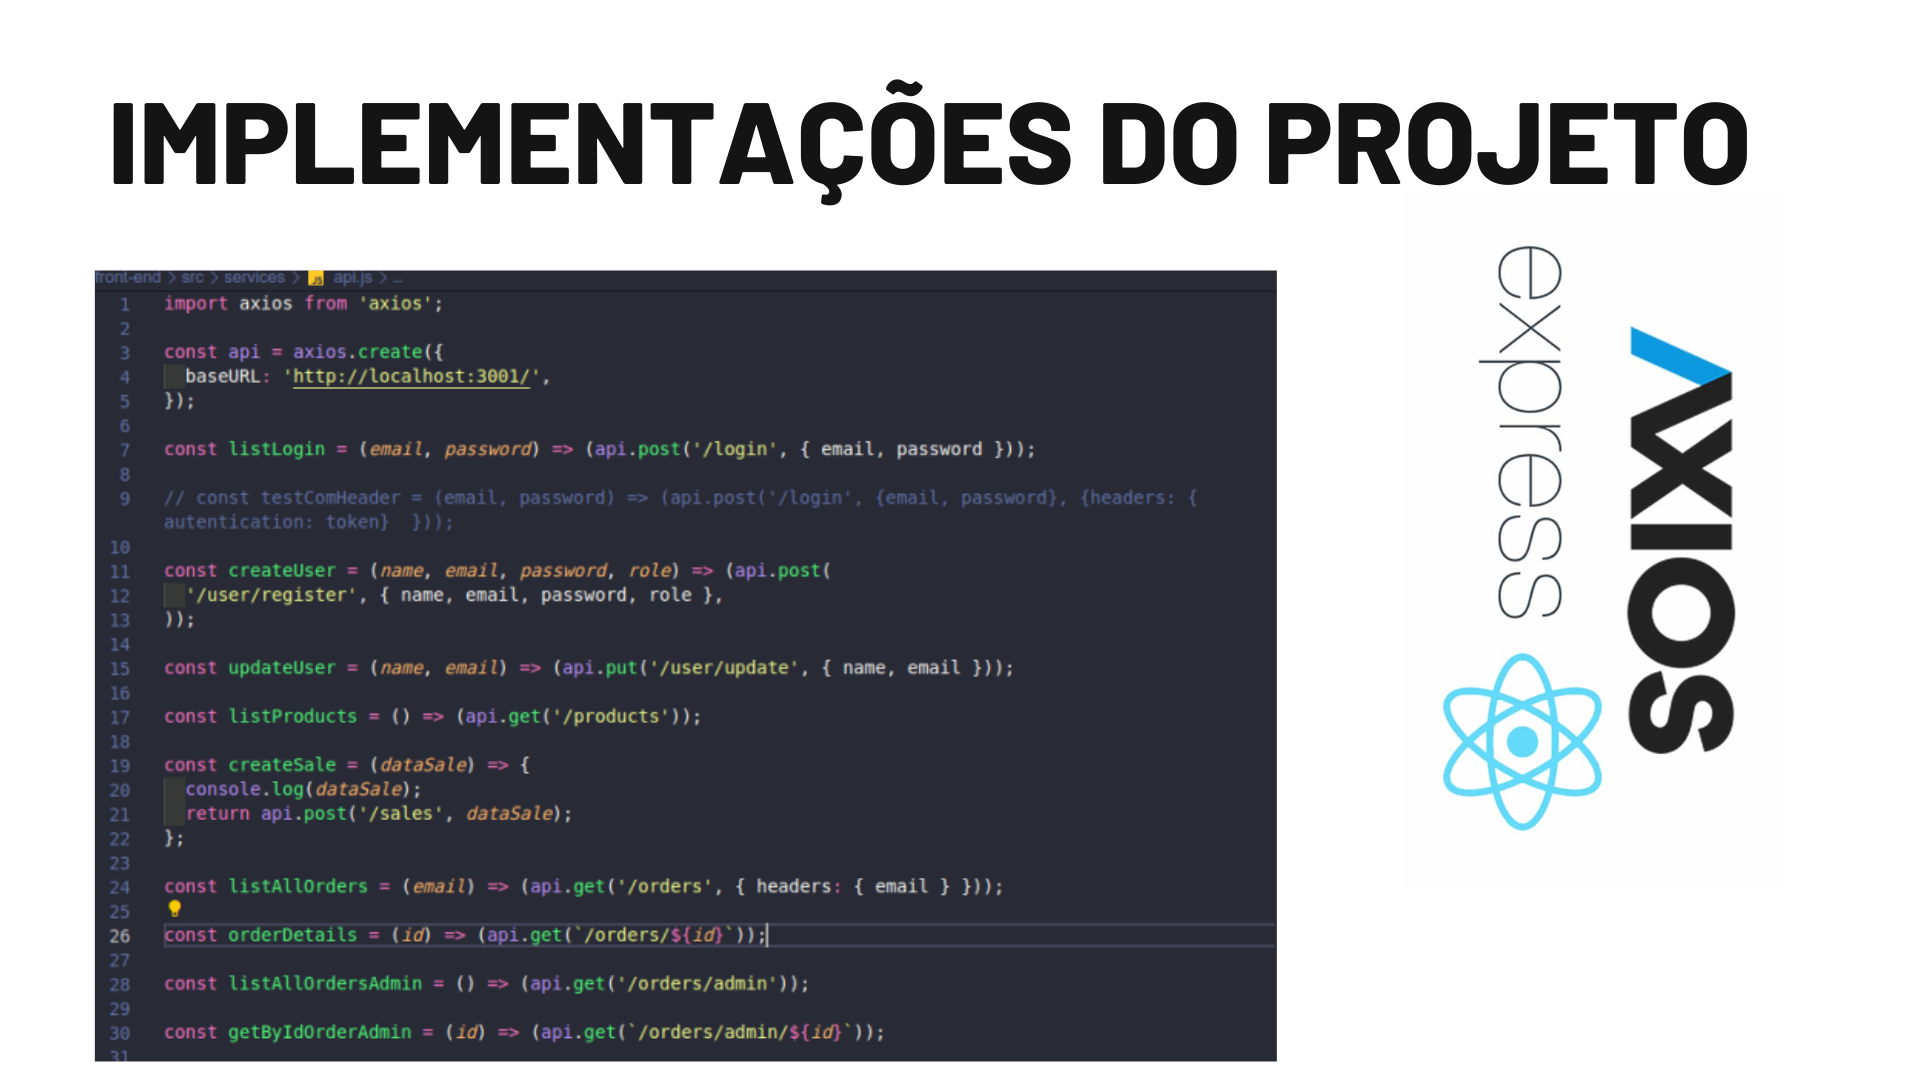 IMPLEMENTAÇÕES DO PROJETO
front-end > src > services > JS api.js > ...
1 import axios from 'axios';
2
3 const api = axios.create({
4 baseURL: 'http://localhost:3001/',
5 });
6
7 const listLogin = (email, password) => (api.post('/login', { email, password }));
8
9 // const testComHeader = (email, password) => (api.post('/login', {email, password}, {headers: {
autentication: token}  }));
10
11 const createUser = (name, email, password, role) => (api.post(
12 '/user/register', { name, email, password, role },
13 ));
14
15 const updateUser = (name, email) => (api.put('/user/update', { name, email }));
16
17 const listProducts = () => (api.get('/products'));
18
19 const createSale = (dataSale) => {
20 console.log(dataSale);
21 return api.post('/sales', dataSale);
22 };
23
24 const listAllOrders = (email) => (api.get('/orders', { headers: { email } }));
25
26 const orderDetails = (id) => (api.get(`/orders/${id}`));
27
28 const listAllOrdersAdmin = () => (api.get('/orders/admin'));
29
30 const getByIdOrderAdmin = (id) => (api.get(`/orders/admin/${id}`));
31
express
AXIOS